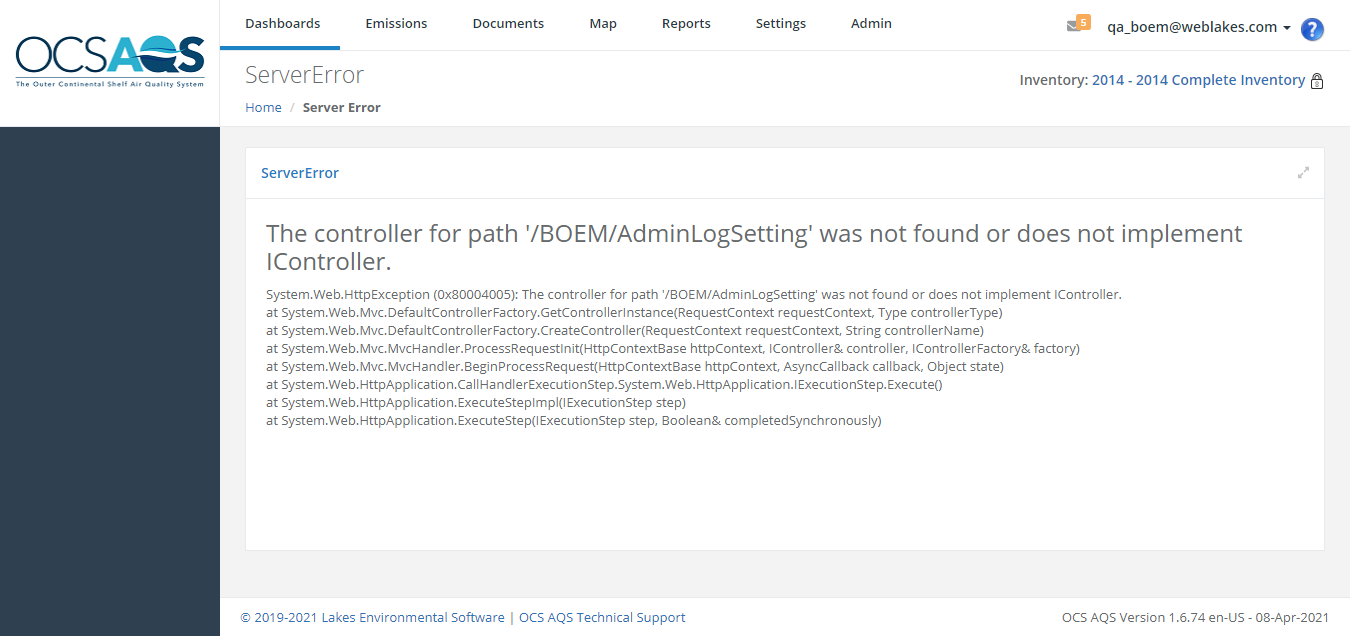 OCSAQS
The Outer Continental Shelf Air Quality System
Dashboards Emissions Documents Map Reports Settings Admin 5 qa_boem@weblakes.com ?
ServerError
Inventory: 2014 - 2014 Complete Inventory
Home / Server Error
ServerError
The controller for path '/BOEM/AdminLogSetting' was not found or does not implement
IController.
System.Web.HttpException (0x80004005): The controller for path '/BOEM/AdminLogSetting' was not found or does not implement IController.
at System.Web.Mvc.DefaultControllerFactory.GetControllerInstance(RequestContext requestContext, Type controllerType)
at System.Web.Mvc.DefaultControllerFactory.CreateController(RequestContext requestContext, String controllerName)
at System.Web.Mvc.MvcHandler.ProcessRequestInit(HttpContextBase httpContext, IController& controller, IControllerFactory& factory)
at System.Web.Mvc.MvcHandler.BeginProcessRequest(HttpContextBase httpContext, AsyncCallback callback, Object state)
at System.Web.HttpApplication.CallHandlerExecutionStep.System.Web.HttpApplication.IExecutionStep.Execute()
at System.Web.HttpApplication.ExecuteStepImpl(IExecutionStep step)
at System.Web.HttpApplication.ExecuteStep(IExecutionStep step, Boolean& completedSynchronously)
© 2019-2021 Lakes Environmental Software | OCS AQS Technical Support
OCS AQS Version 1.6.74 en-US - 08-Apr-2021